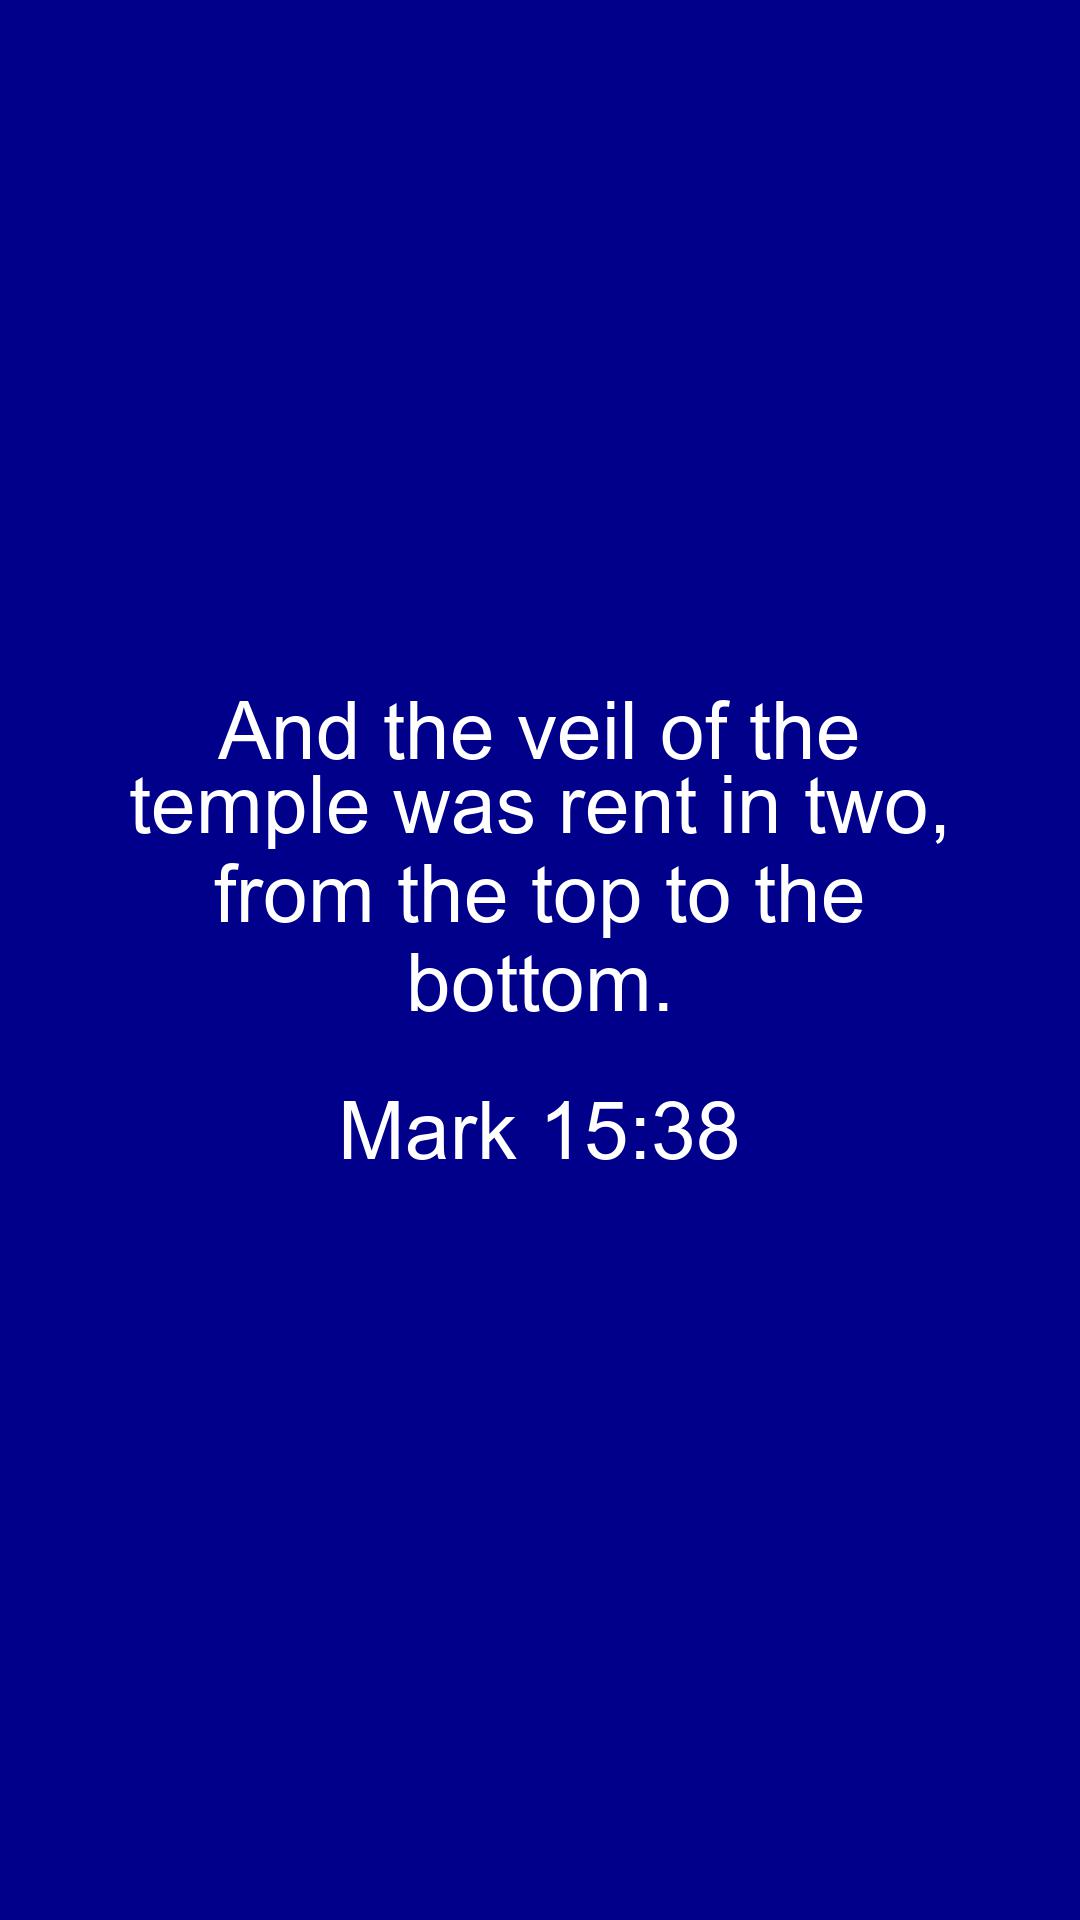 And the veil of the
temple was rent in two,
from the top to the
bottom.
Mark 15:38